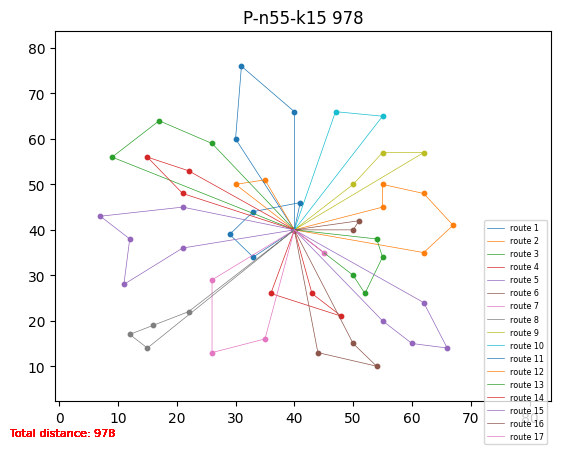 P-n55-k15 978
80
70
60
50
40
30
20
10
0
10
20
30
40
50
60
70
80
route 1
route 2
route 3
route 4
route 5
route 6
route 7
route 8
route 9
route 10
route 11
route 12
route 13
route 14
route 15
route 16
route 17
Total distance: 978